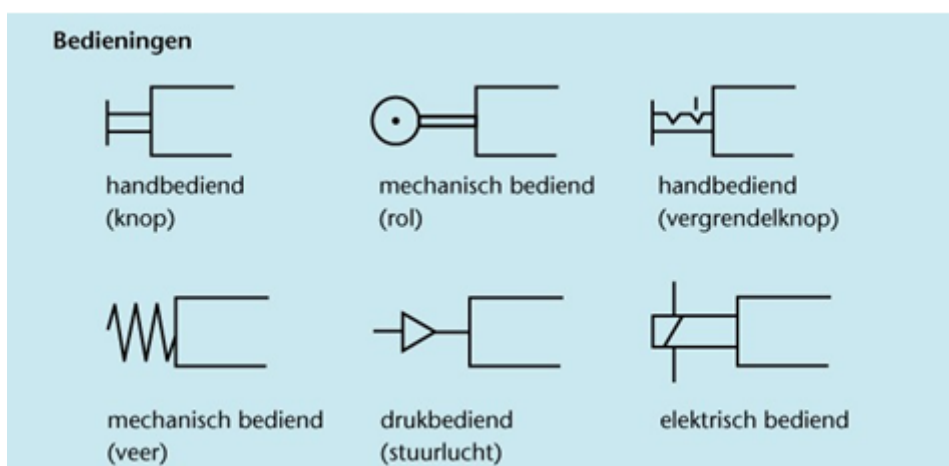 Bedieningen
handbediend
(knop)
mechanisch bediend
(rol)
handbediend
(vergrendelknop)
mechanisch bediend
(veer)
drukbediend
(stuurlucht)
elektrisch bediend